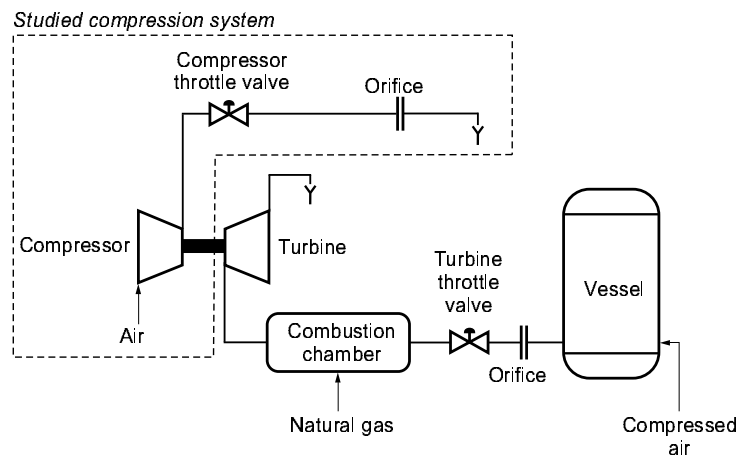 Studied compression system
Compressor
throttle valve
Orifice
Compressor
Turbine
Air
Turbine
throttle
valve
Vessel
Combustion
chamber
Orifice
Natural gas
Compressed
air